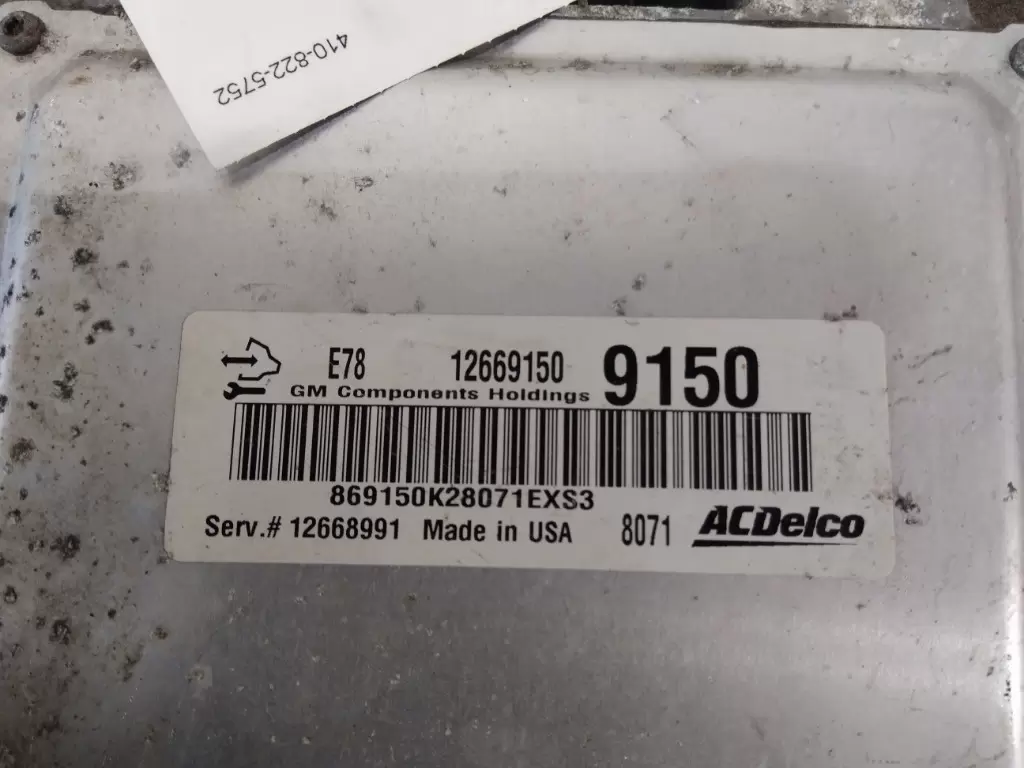 410-822-5752
E78 12669150 9150
GM Components Holdings
869150K28071EXS3
Serv.# 12668991 Made in USA 8071 ACDelco